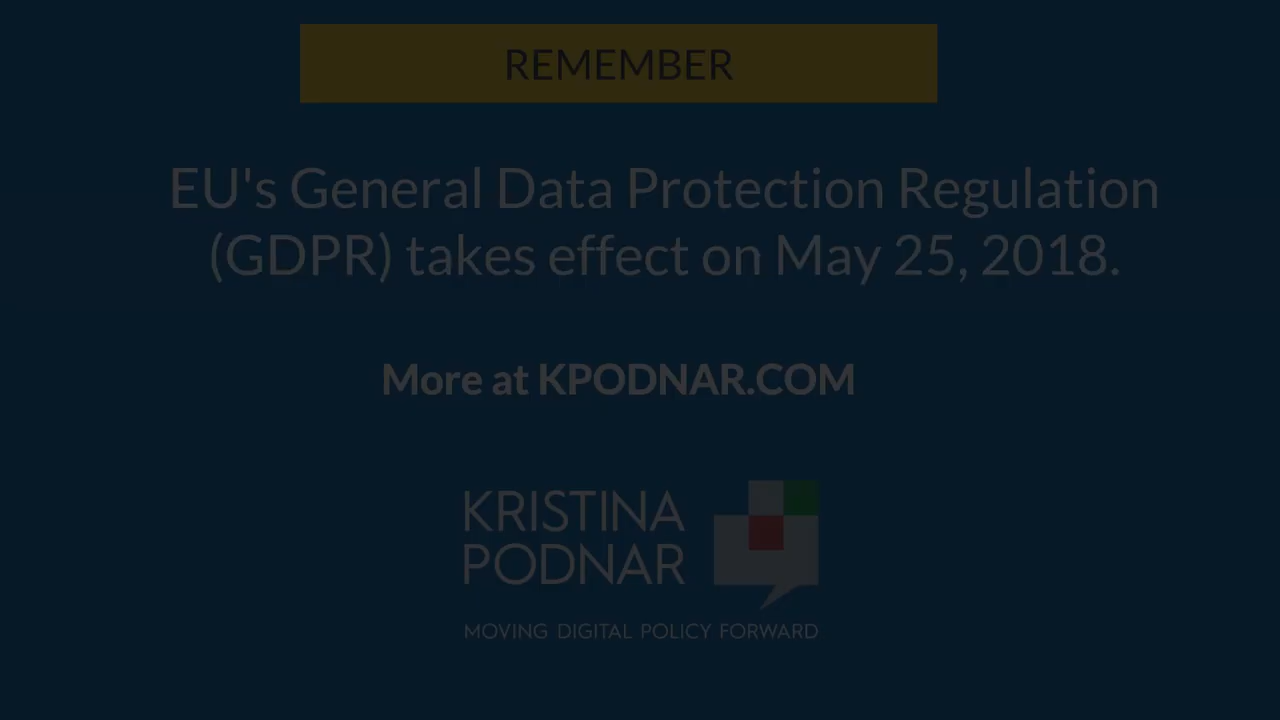 REMEMBER
EU's General Data Protection Regulation
(GDPR) takes effect on May 25, 2018.
More at KPODNAR.COM
KRISTINA
PODNAR
MOVING DIGITAL POLICY FORWARD